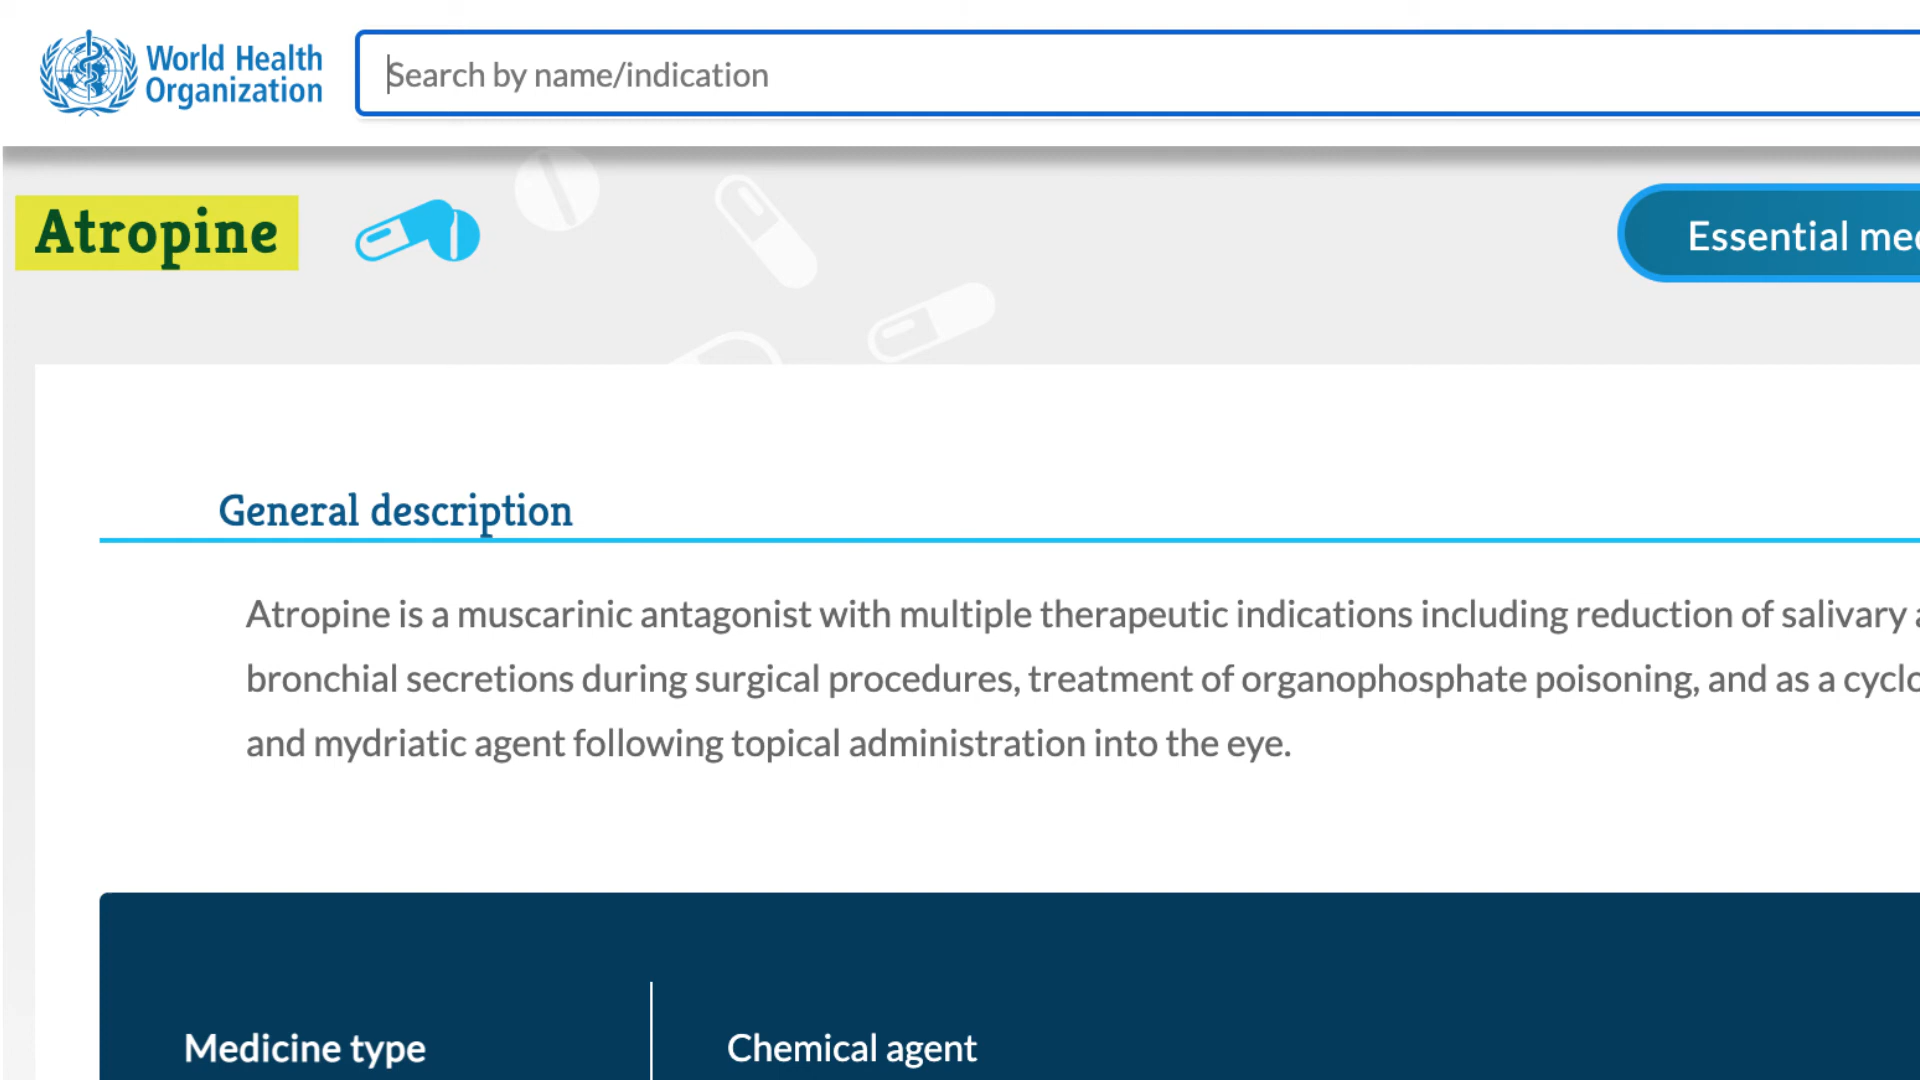 World Health
Organization
Search by name/indication
Atropine
Essential
General description
Atropine is a muscarinic antagonist with multiple therapeutic indications including reduction of salivary
bronchial secretions during surgical procedures, treatment of organophosphate poisoning, and as a
and mydriatic agent following topical administration into the eye.
Medicine type
Chemical agent